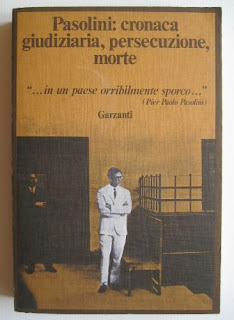 Pasolini: cronaca
giudiziaria, persecuzione,
morte
“...in un paese orribilmente sporco...”
(Pier Paolo Pasolini)
Garzanti